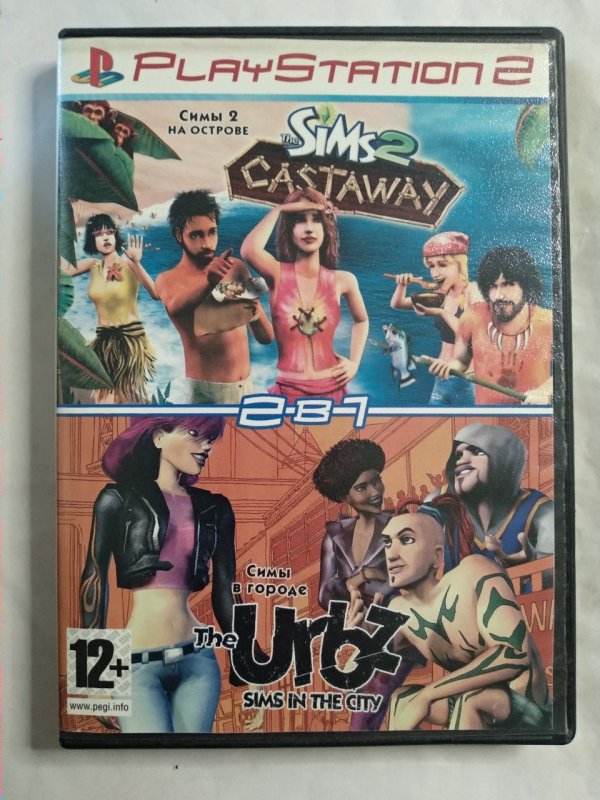 PlayStation 2
Симы 2
на острове
The Sims 2
Castaway
2-в-1
Симы
в городе
The Urbz
Sims in the City
12+
www.pegi.info